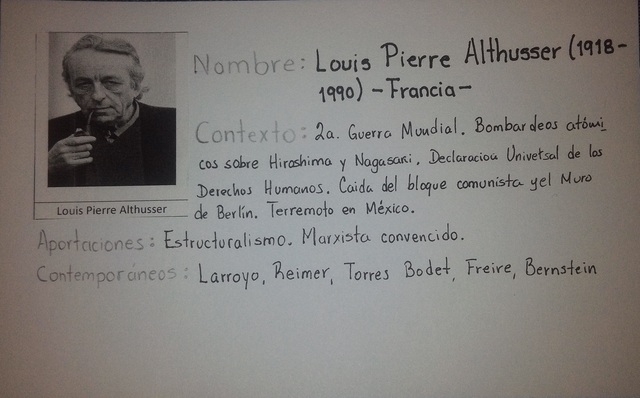 Nombre: Louis Pierre Althusser (1918-
1990) - Francia -
Contexto: 2a. Guerra Mundial. Bombardeos atómi
cos sobre Hiroshima y Nagasaki. Declaracion Univetsal de los
Derechos Humanos. Caida del bloque comunista y el Muro
de Berlín. Terremoto en México.
Louis Pierre Althusser
Aportaciones: Estructuralismo. Marxista convencido.
Contemporáneos: Larroyo, Reimer, Torres Bodet, Freire, Bernstein